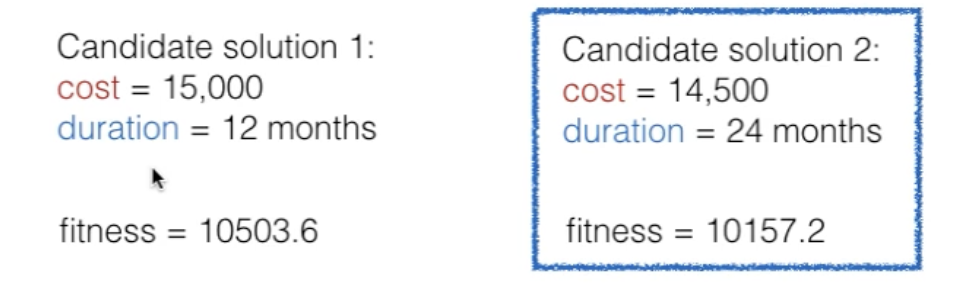 Candidate solution 1:
cost = 15,000
duration = 12 months
fitness = 10503.6
Candidate solution 2:
cost = 14,500
duration = 24 months
fitness = 10157.2